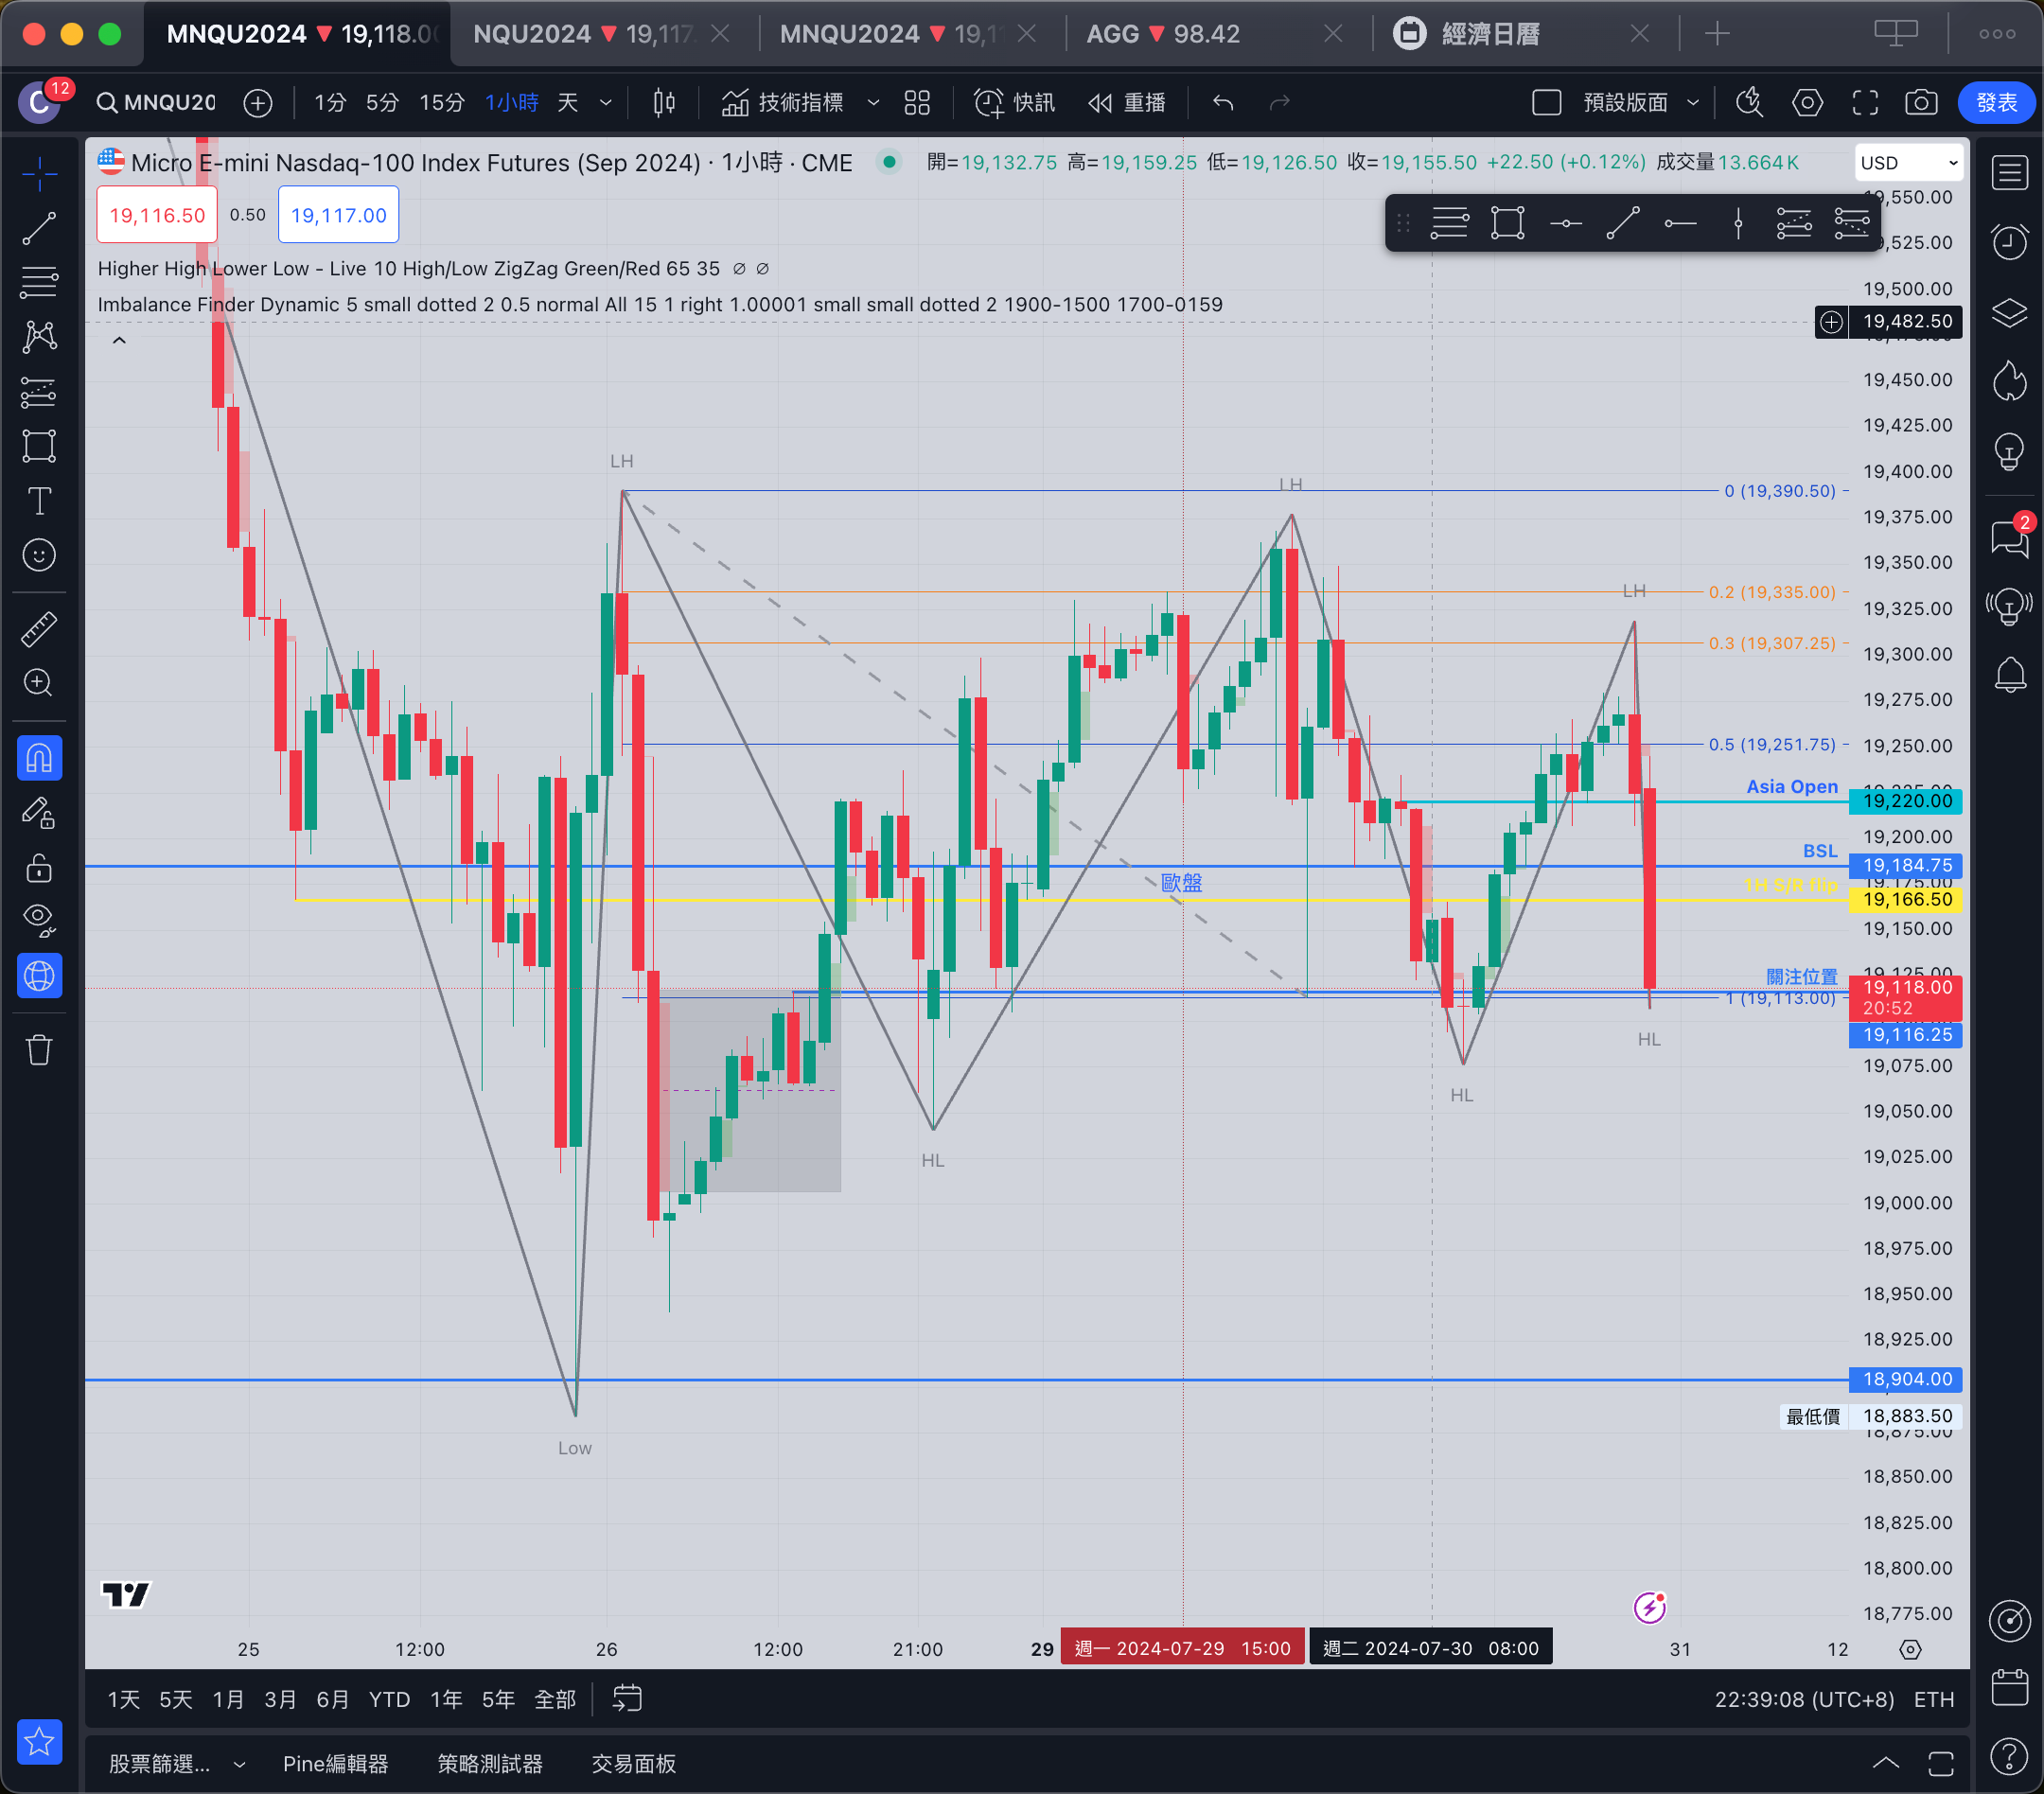 MNQU2024 ▼ 19,118.0
NQU2024 ▼ 19,117.
MNQU2024 ▼ 19,1
AGG ▼ 98.42
經濟日曆
C 12
MNQU20
1分 5分 15分 1小時 天
技術指標
快訊
重播
預設版面
發表
Micro E-mini Nasdaq-100 Index Futures (Sep 2024) · 1小時 · CME
開=19,132.75 高=19,159.25 低=19,126.50 收=19,155.50 +22.50 (+0.12%) 成交量13.664K
USD
19,116.50 0.50 19,117.00
Higher High Lower Low - Live 10 High/Low ZigZag Green/Red 65 35 ∅ ∅
Imbalance Finder Dynamic 5 small dotted 2 0.5 normal All 15 1 right 1.00001 small small dotted 2 1900-1500 1700-0159
19,550.00
19,525.00
19,500.00
19,482.50
19,450.00
19,425.00
19,400.00
19,375.00
19,350.00
19,325.00
19,300.00
19,275.00
19,250.00
19,220.00
19,200.00
19,184.75
19,175.00
19,166.50
19,150.00
19,125.00
19,118.00
20:52
19,116.25
19,075.00
19,050.00
19,025.00
19,000.00
18,975.00
18,950.00
18,925.00
18,904.00
最低價 18,883.50
18,875.00
18,850.00
18,825.00
18,800.00
18,775.00
LH
LH
LH
0 (19,390.50)
0.2 (19,335.00)
0.3 (19,307.25)
0.5 (19,251.75)
Asia Open
BSL
1H S/R flip
歐盤
關注位置
1 (19,113.00)
HL
HL
HL
Low
2
25 12:00 26 12:00 21:00 29 週一 2024-07-29 15:00 週二 2024-07-30 08:00 31 12
1天 5天 1月 3月 6月 YTD 1年 5年 全部
22:39:08 (UTC+8) ETH
股票篩選... Pine編輯器 策略測試器 交易面板